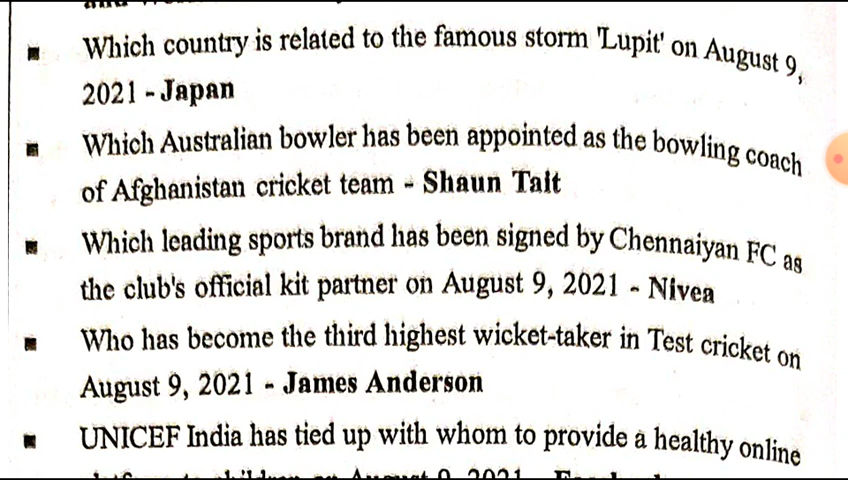 Which country is related to the famous storm 'Lupit' on August 9,
2021 - Japan
Which Australian bowler has been appointed as the bowling coach
of Afghanistan cricket team - Shaun Tait
Which leading sports brand has been signed by Chennaiyan FC as
the club's official kit partner on August 9, 2021 - Nivea
Who has become the third highest wicket-taker in Test cricket on
August 9, 2021 - James Anderson
UNICEF India has tied up with whom to provide a healthy online